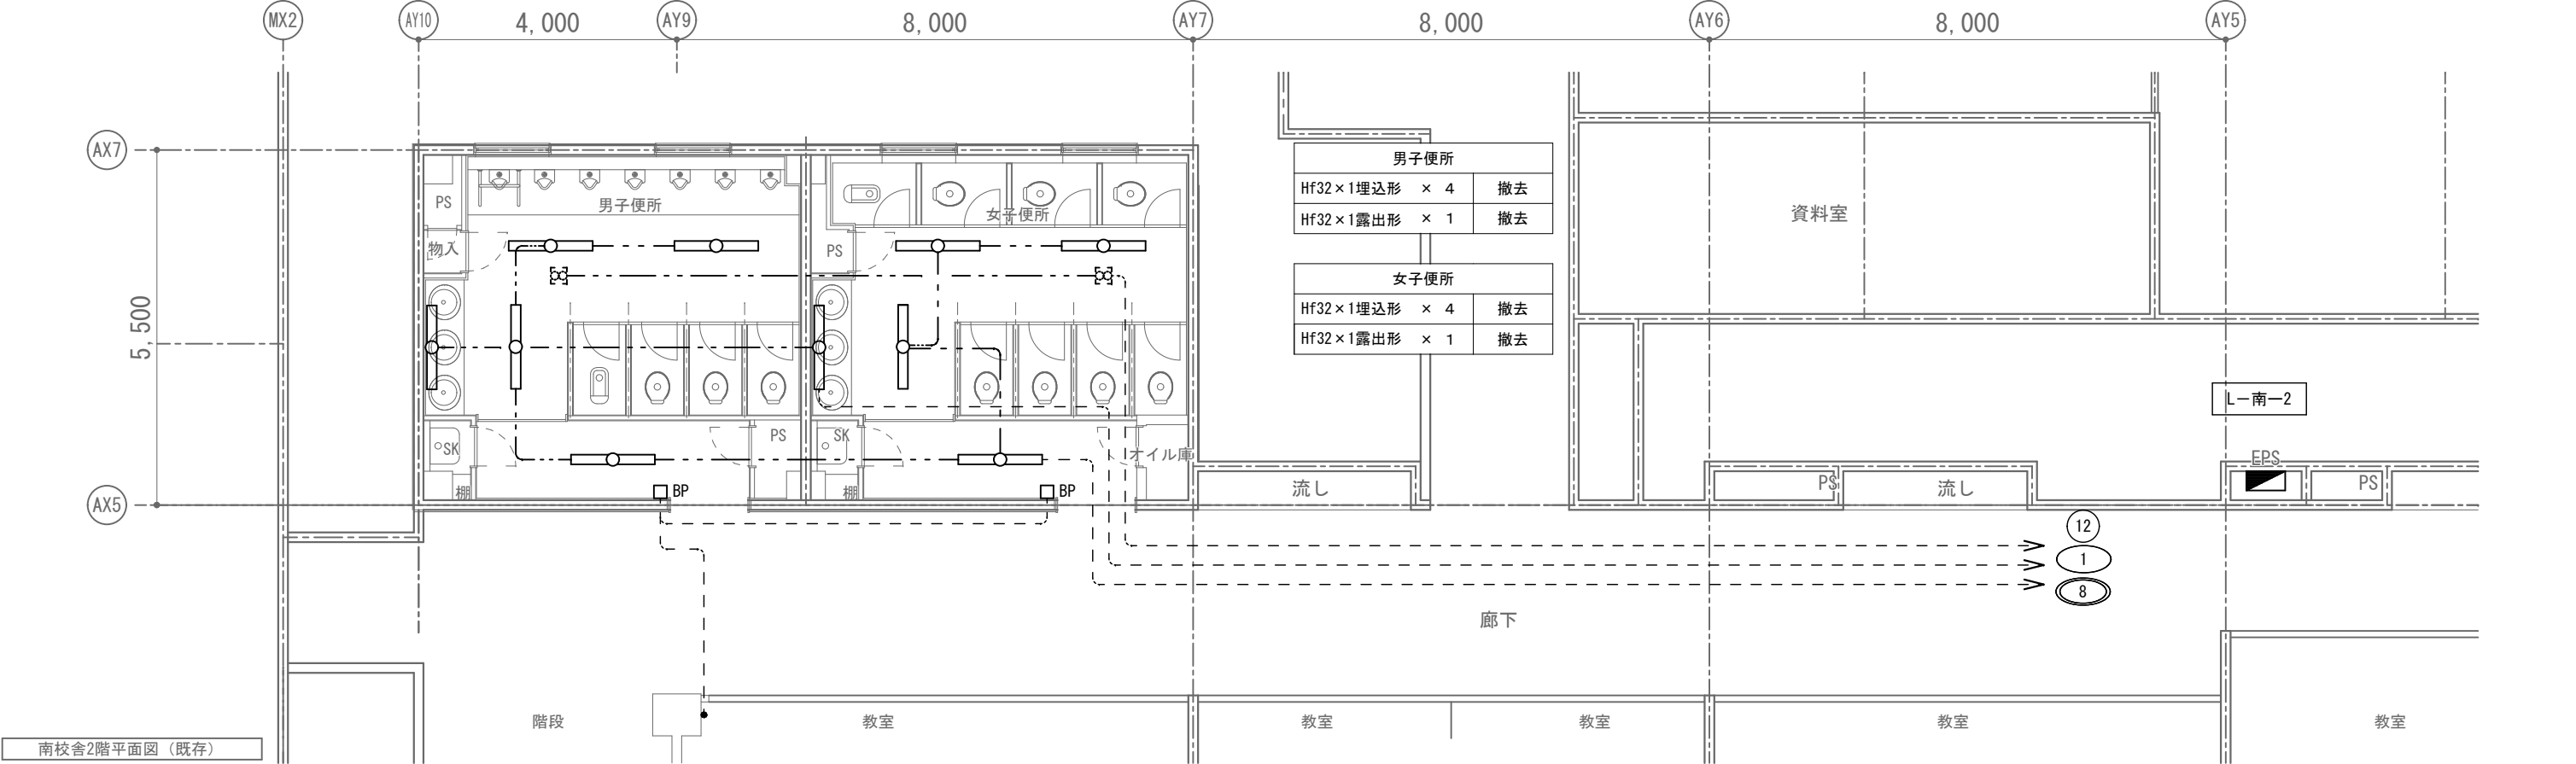 MX2 AY10 4,000 AY9 8,000 AY7 8,000 AY6 8,000 AY5
AX7
5,500
AX5
PS
男子便所
物入
SK
棚
PS
BP
女子便所
PS
SK
棚
オイル庫
BP
男子便所
Hf32×1埋込形 × 4 撤去
Hf32×1露出形 × 1 撤去
女子便所
Hf32×1埋込形 × 4 撤去
Hf32×1露出形 × 1 撤去
資料室
L－南－2
流し
PS
流し
EPS
PS
12
1
8
廊下
階段
教室
教室
教室
教室
教室
南校舎2階平面図（既存）